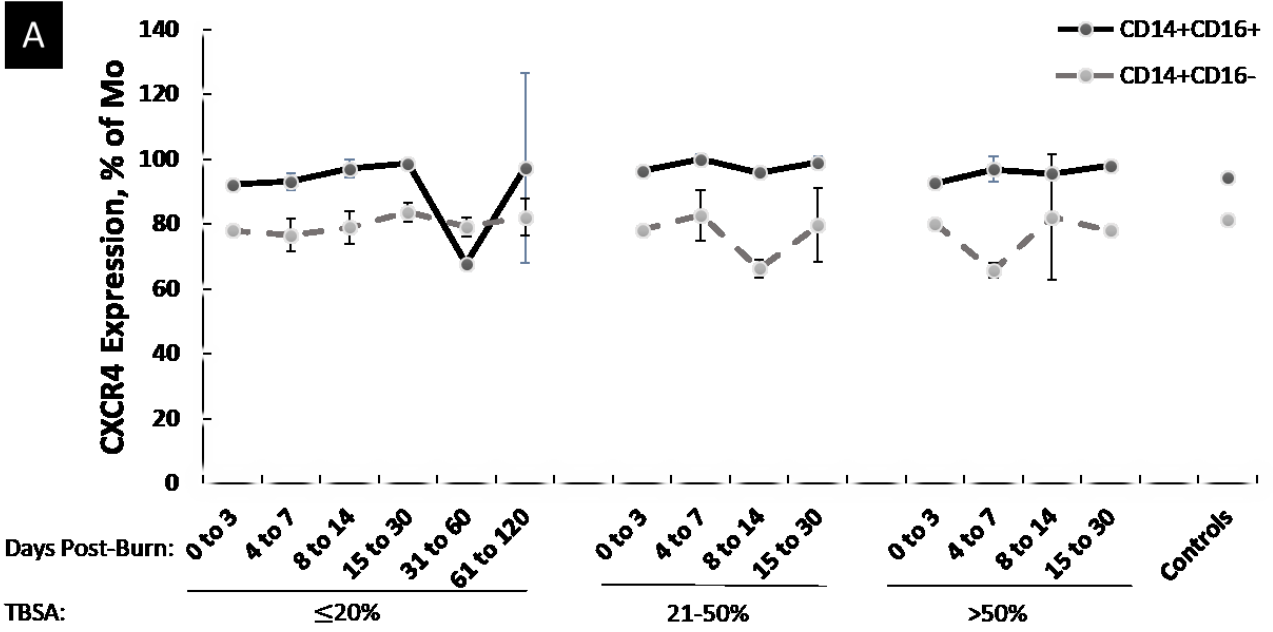 A
CD14+CD16+
CD14+CD16-
CXCR4 Expression, % of Mo
140
120
100
80
60
40
20
0
Days Post-Burn:
0 to 3
4 to 7
8 to 14
15 to 30
31 to 60
61 to 120
0 to 3
4 to 7
8 to 14
15 to 30
0 to 3
4 to 7
8 to 14
15 to 30
Controls
TBSA: ≤20% 21-50% >50%